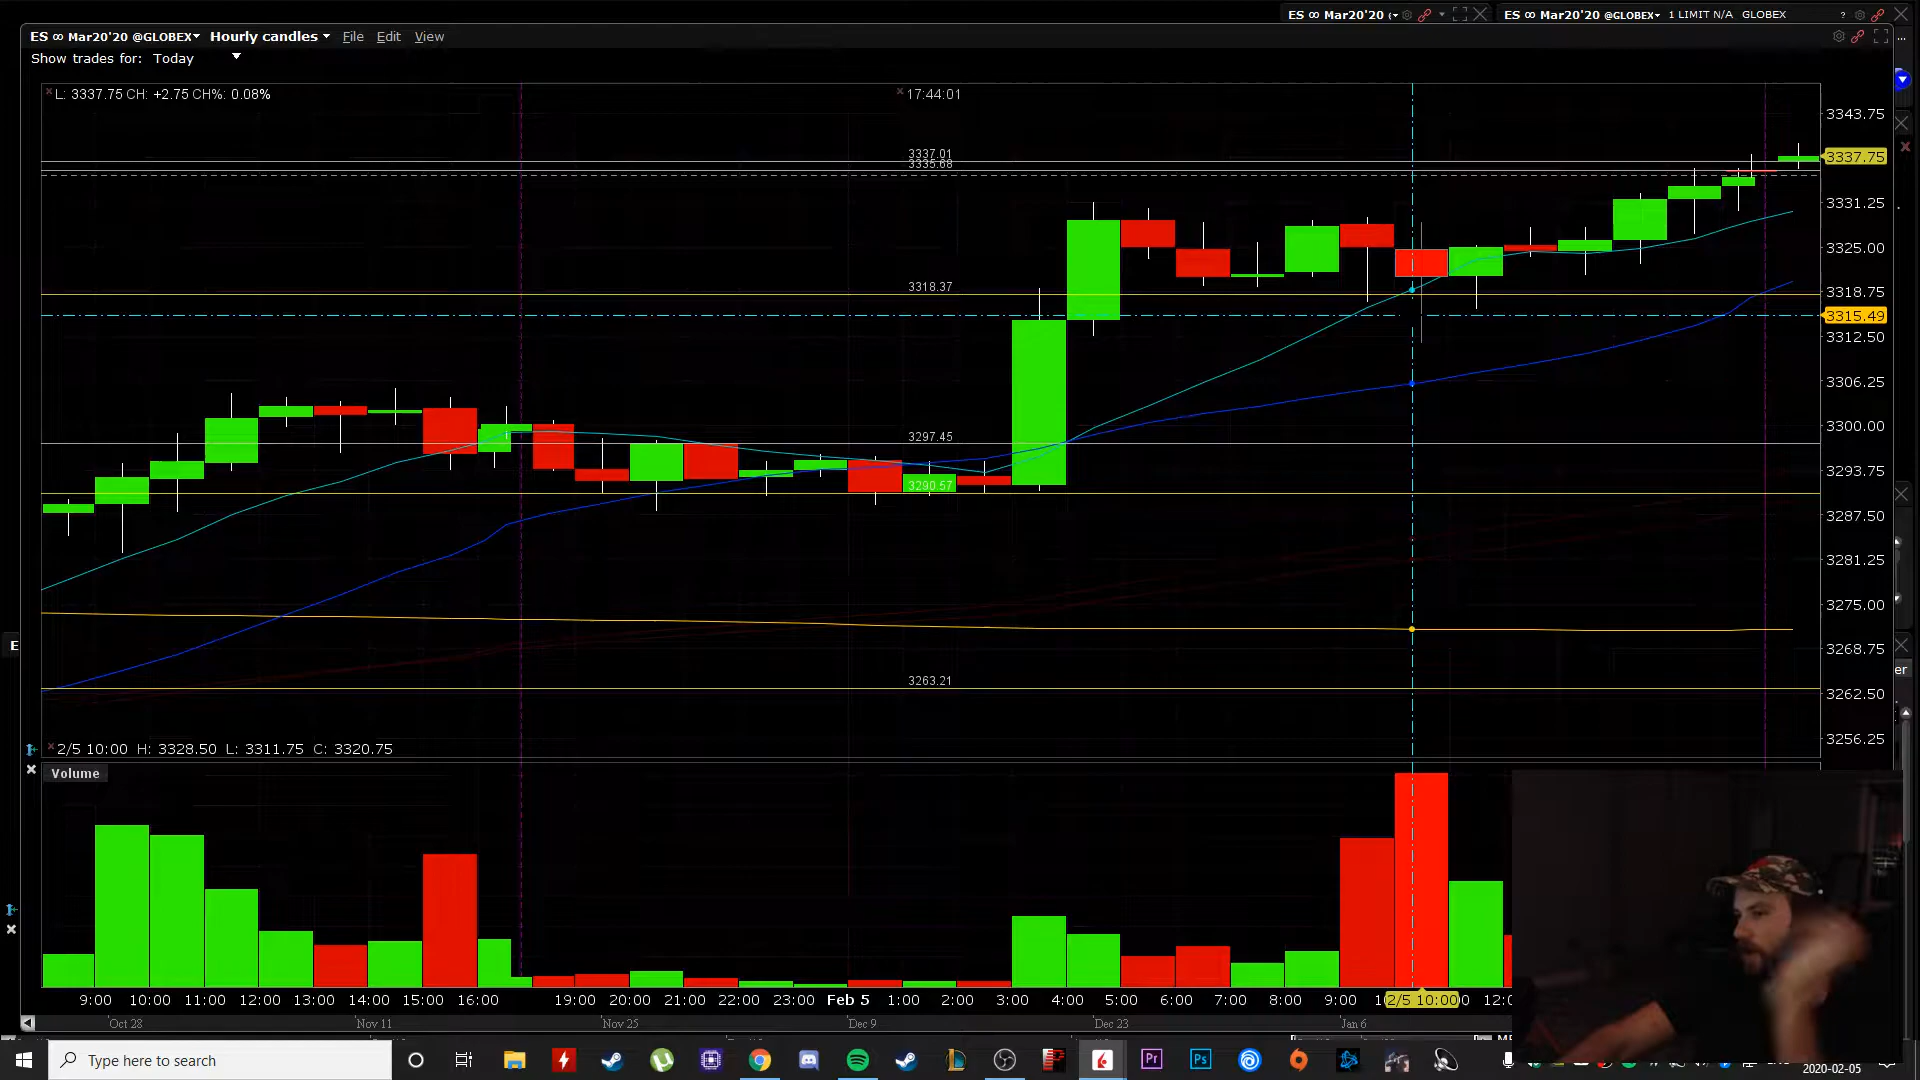 ES ∞ Mar20'20 (
ES ∞ Mar20'20 @GLOBEX 1 LIMIT N/A GLOBEX ?
ES ∞ Mar20'20 @GLOBEX Hourly candles File Edit View
Show trades for: Today
L: 3337.75 CH: +2.75 CH%: 0.08%
17:44:01
3343.75
3337.01
3335.68
3337.75
3331.25
3325.00
3318.75
3318.37
3315.49
3312.50
3306.25
3300.00
3297.45
3293.75
3290.57
3287.50
3281.25
3275.00
3268.75
3263.21
3262.50
3256.25
E
er
2/5 10:00 H: 3328.50 L: 3311.75 C: 3320.75
Volume
9:00 10:00 11:00 12:00 13:00 14:00 15:00 16:00 19:00 20:00 21:00 22:00 23:00 Feb 5 1:00 2:00 3:00 4:00 5:00 6:00 7:00 8:00 9:00 2/5 10:00 12:0
Oct 28 Nov 11 Nov 25 Dec 9 Dec 23 Jan 6
Type here to search
Pr Ps
2020-02-05